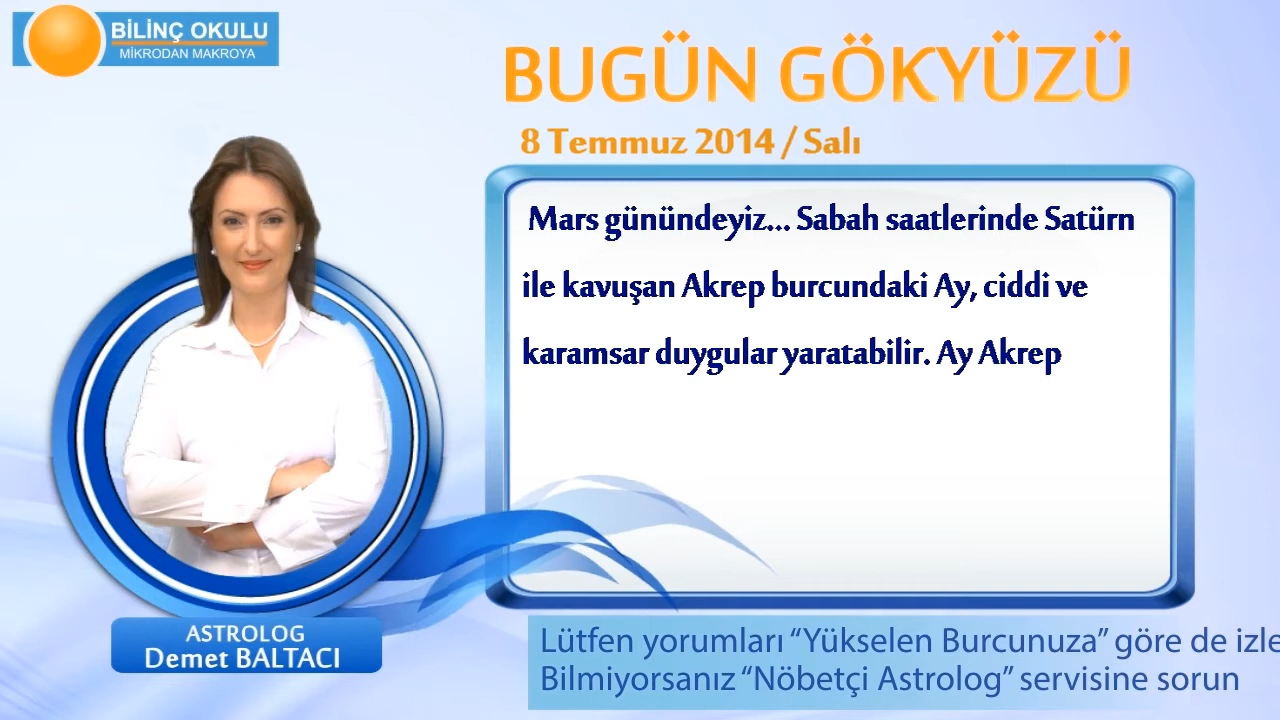 BİLİNÇ OKULU
MİKRODAN MAKROYA
BUGÜN GÖKYÜZÜ
8 Temmuz 2014 / Salı
Mars günündeyiz... Sabah saatlerinde Satürn
ile kavuşan Akrep burcundaki Ay, ciddi ve
karamsar duygular yaratabilir. Ay Akrep
ASTROLOG
Demet BALTACI
Lütfen yorumları “Yükselen Burcunuza” göre de izle
Bilmiyorsanız “Nöbetçi Astrolog” servisine sorun